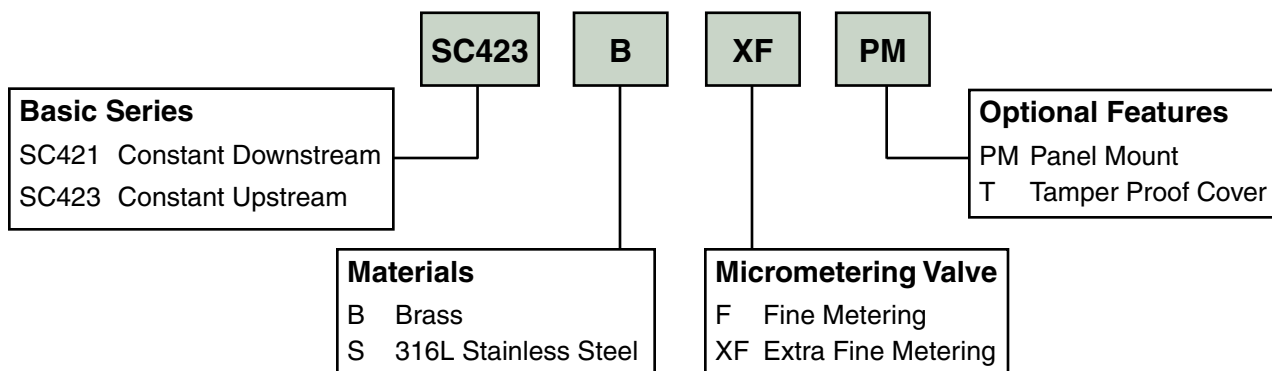 SC423 B XF PM
Basic Series
SC421 Constant Downstream
SC423 Constant Upstream
Optional Features
PM Panel Mount
T Tamper Proof Cover
Materials
B Brass
S 316L Stainless Steel
Micrometering Valve
F Fine Metering
XF Extra Fine Metering